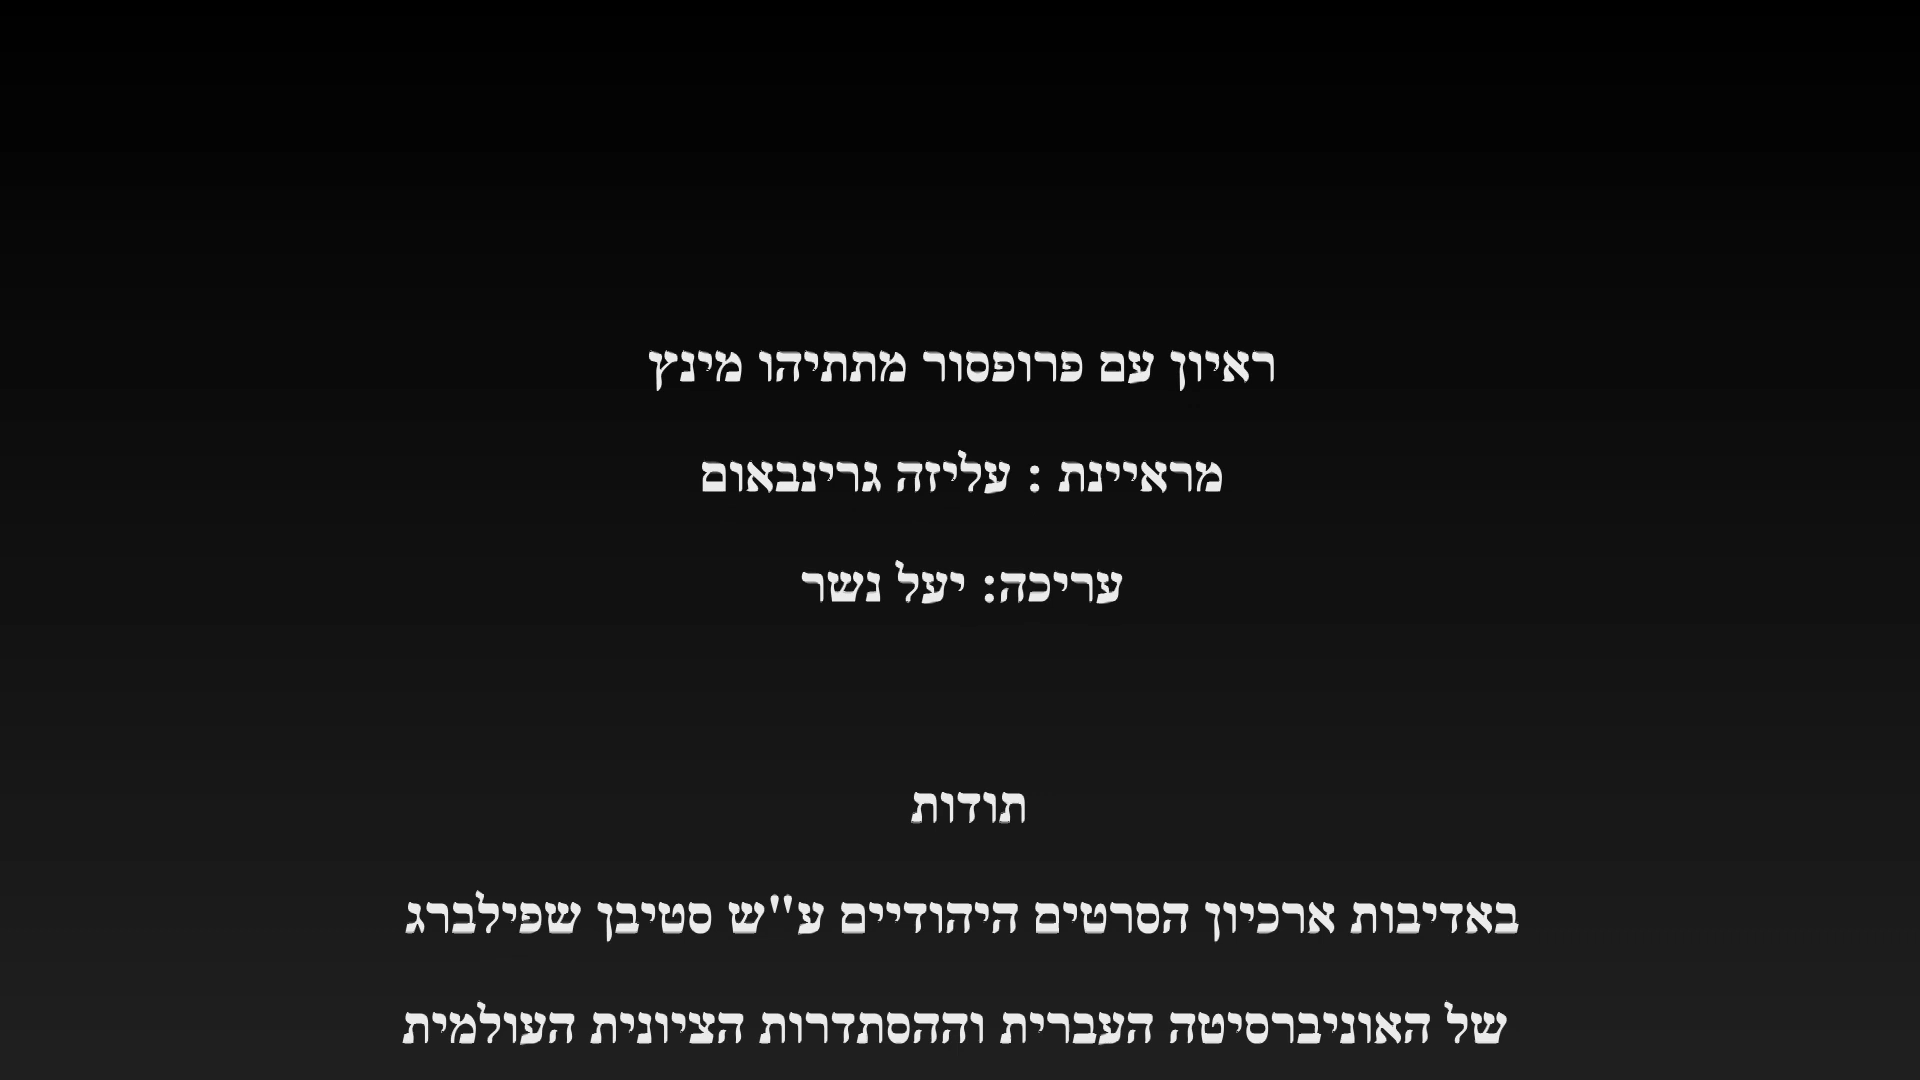 ראיון עם פרופסור מתתיהו מינץ
מראיינת : עליזה גרינבאום
עריכה: יעל נשר
תודות
באדיבות ארכיון הסרטים היהודיים ע"ש סטיבן שפילברג
של האוניברסיטה העברית וההסתדרות הציונית העולמית